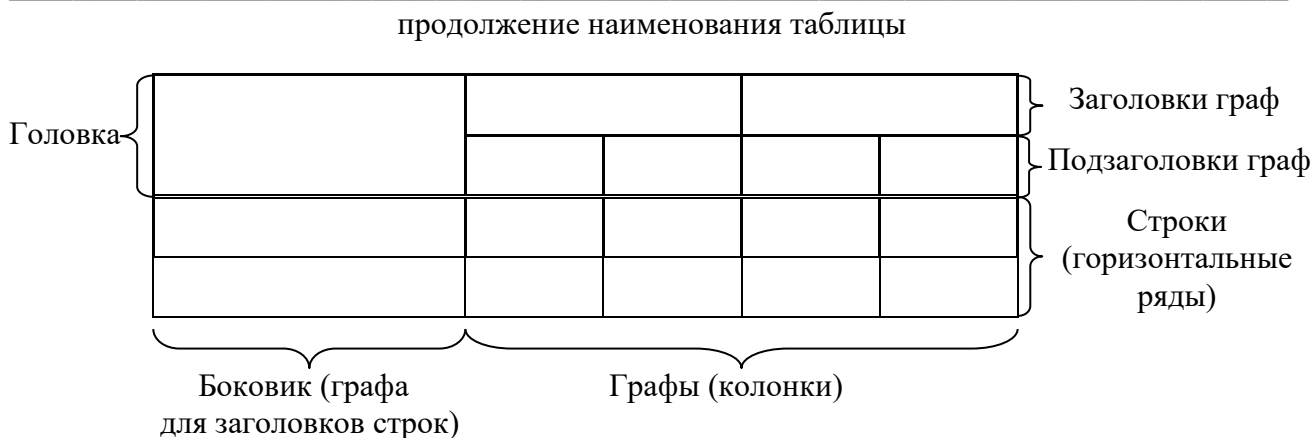 продолжение наименования таблицы
Заголовки граф
Головка
Подзаголовки граф
Строки
(горизонтальные
ряды)
Боковик (графа
для заголовков строк)
Графы (колонки)